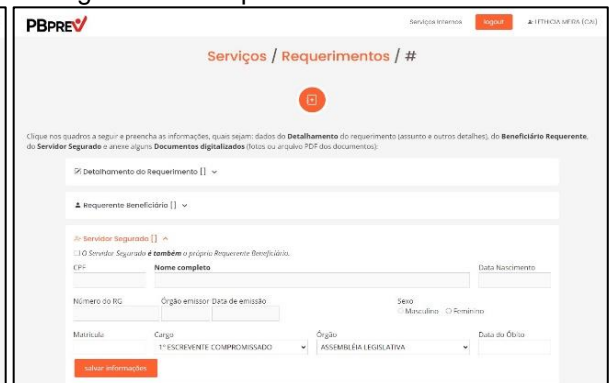 PBPREV
Serviços Internos
logout
LETHICIA MEIRA (CAI)
Serviços / Requerimentos / #
Clique nos quadros a seguir e preencha as informações, quais sejam: dados do Detalhamento do requerimento (assunto e outros detalhes), do Beneficiário Requerente,
do Servidor Segurado e anexe alguns Documentos digitalizados (fotos ou arquivo PDF dos documentos):
Detalhamento do Requerimento []
Requerente Beneficiário []
Servidor Segurado []
O Servidor Segurado é também o próprio Requerente Beneficiário.
CPF Nome completo Data Nascimento
Número do RG Órgão emissor Data de emissão Sexo
Masculino Feminino
Matrícula Cargo Órgão Data do Óbito
1º ESCREVENTE COMPROMISSADO ASSEMBLÉIA LEGISLATIVA
salvar informações